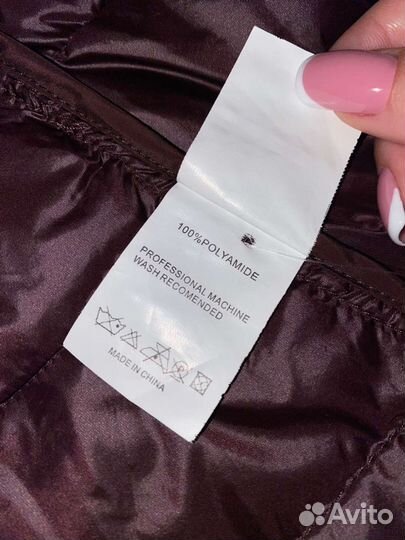 100%POLYAMIDE
PROFESSIONAL MACHINE
WASH RECOMENDED
MADE IN CHINA
Avito